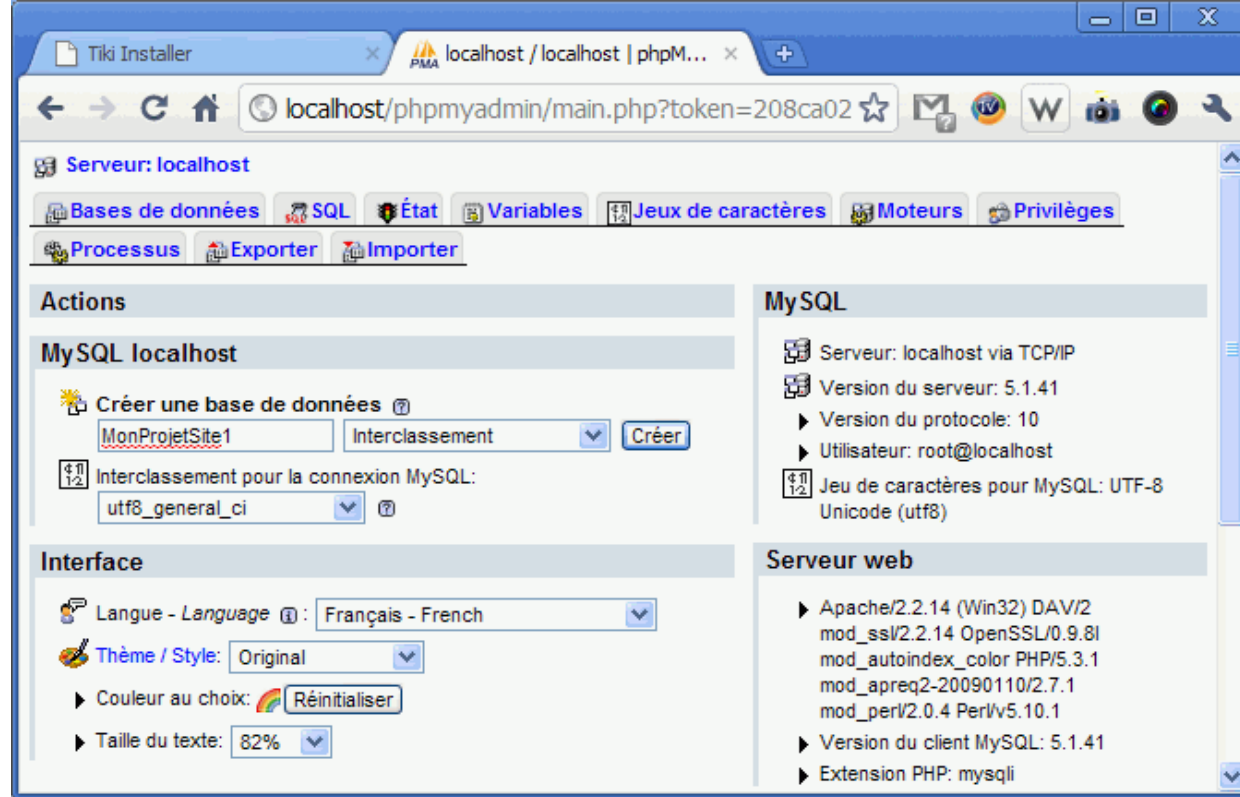 Tiki Installer
PMA localhost / localhost | phpM...
localhost/phpmyadmin/main.php?token=208ca02
Serveur: localhost
Bases de données SQL État Variables Jeux de caractères Moteurs Privilèges
Processus Exporter Importer
Actions
MySQL localhost
Créer une base de données
MonProjetSite1 Interclassement Créer
Interclassement pour la connexion MySQL:
utf8_general_ci
Interface
Langue - Language : Français - French
Thème / Style: Original
Couleur au choix: Réinitialiser
Taille du texte: 82%
MySQL
Serveur: localhost via TCP/IP
Version du serveur: 5.1.41
Version du protocole: 10
Utilisateur: root@localhost
Jeu de caractères pour MySQL: UTF-8
Unicode (utf8)
Serveur web
Apache/2.2.14 (Win32) DAV/2
mod_ssl/2.2.14 OpenSSL/0.9.8l
mod_autoindex_color PHP/5.3.1
mod_apreq2-20090110/2.7.1
mod_perl/2.0.4 Perl/v5.10.1
Version du client MySQL: 5.1.41
Extension PHP: mysqli